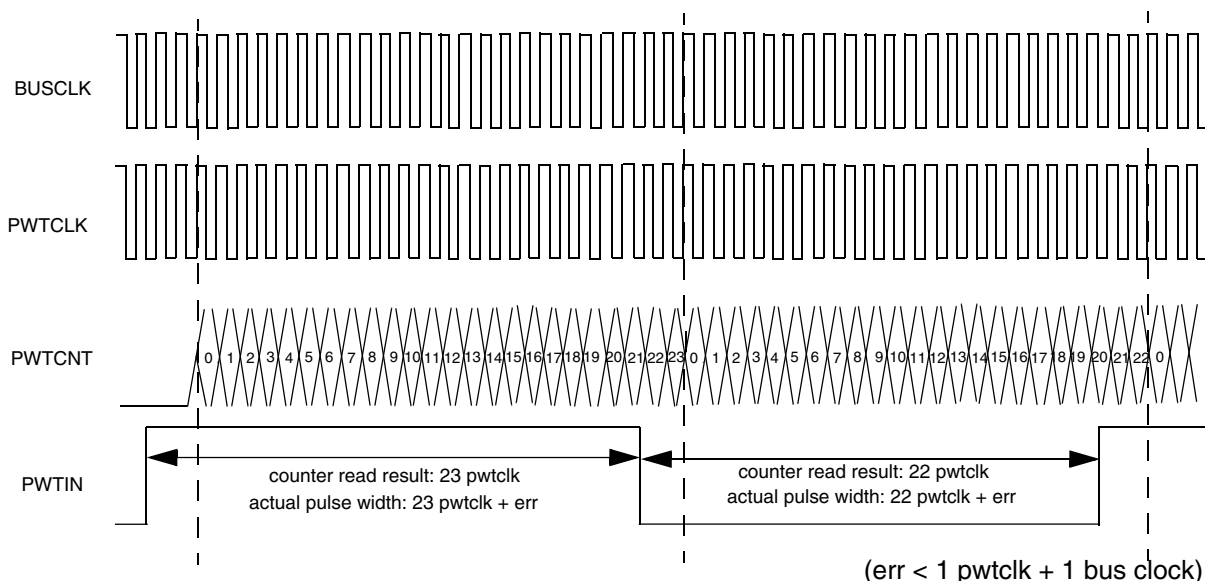 BUSCLK
PWTCLK
PWTCNT
0 1 2 3 4 5 6 7 8 9 10 11 12 13 14 15 16 17 18 19 20 21 22 23 0 1 2 3 4 5 6 7 8 9 10 11 12 13 14 15 16 17 18 19 20 21 22 0
PWTIN
counter read result: 23 pwtclk
actual pulse width: 23 pwtclk + err
counter read result: 22 pwtclk
actual pulse width: 22 pwtclk + err
(err < 1 pwtclk + 1 bus clock)